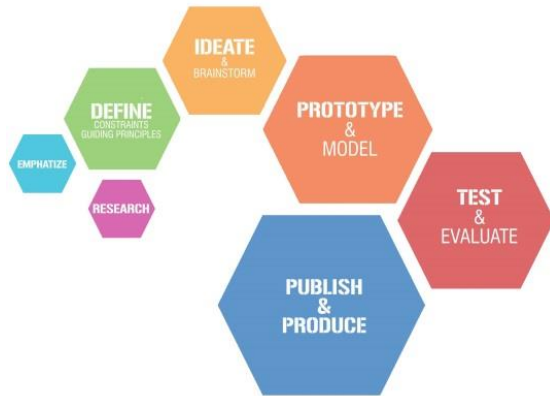 EMPHATIZE
RESEARCH
DEFINE
CONSTRAINTS
GUIDING PRINCIPLES
IDEATE
&
BRAINSTORM
PROTOTYPE
&
MODEL
TEST
&
EVALUATE
PUBLISH
&
PRODUCE